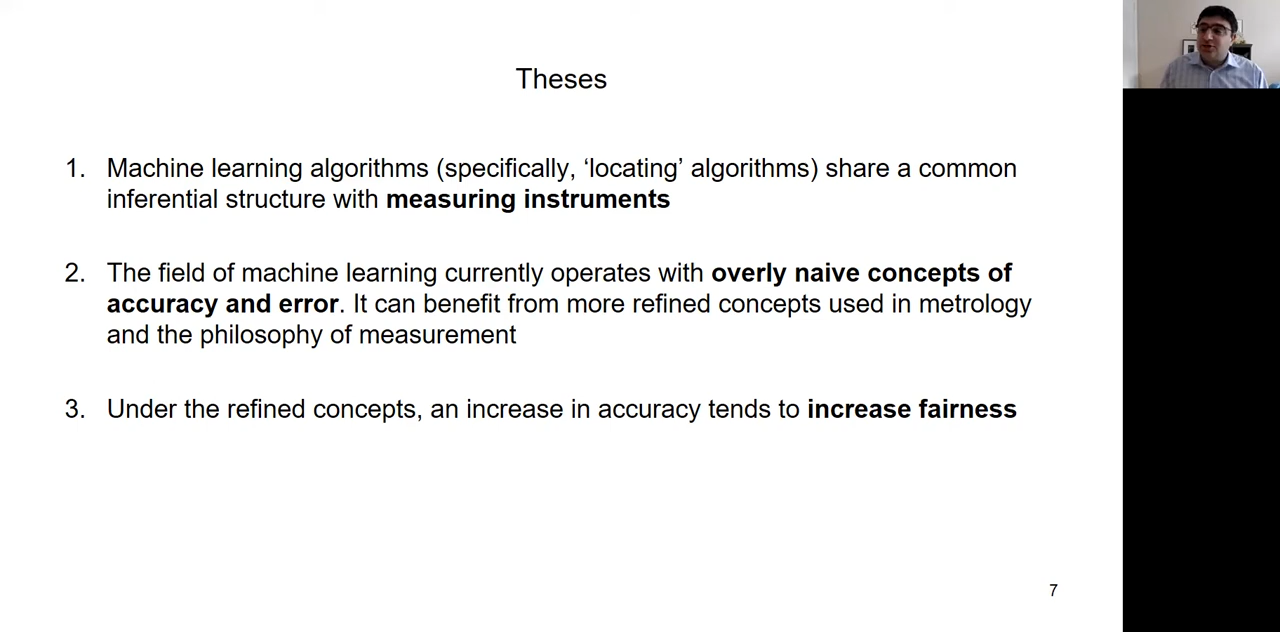 Theses
1. Machine learning algorithms (specifically, ‘locating’ algorithms) share a common
inferential structure with measuring instruments
2. The field of machine learning currently operates with overly naive concepts of
accuracy and error. It can benefit from more refined concepts used in metrology
and the philosophy of measurement
3. Under the refined concepts, an increase in accuracy tends to increase fairness
7